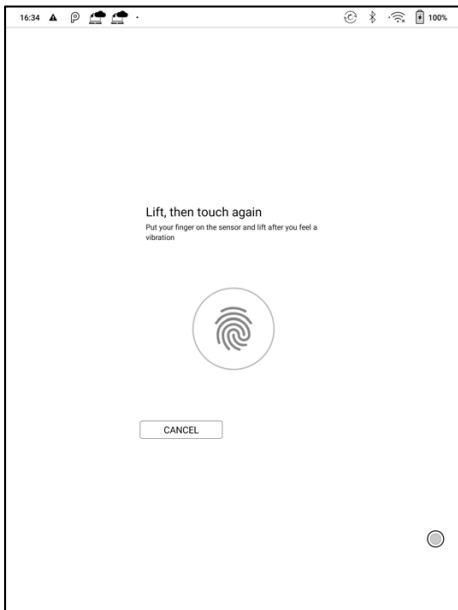 16:34
100%
Lift, then touch again
Put your finger on the sensor and lift after you feel a
vibration
CANCEL